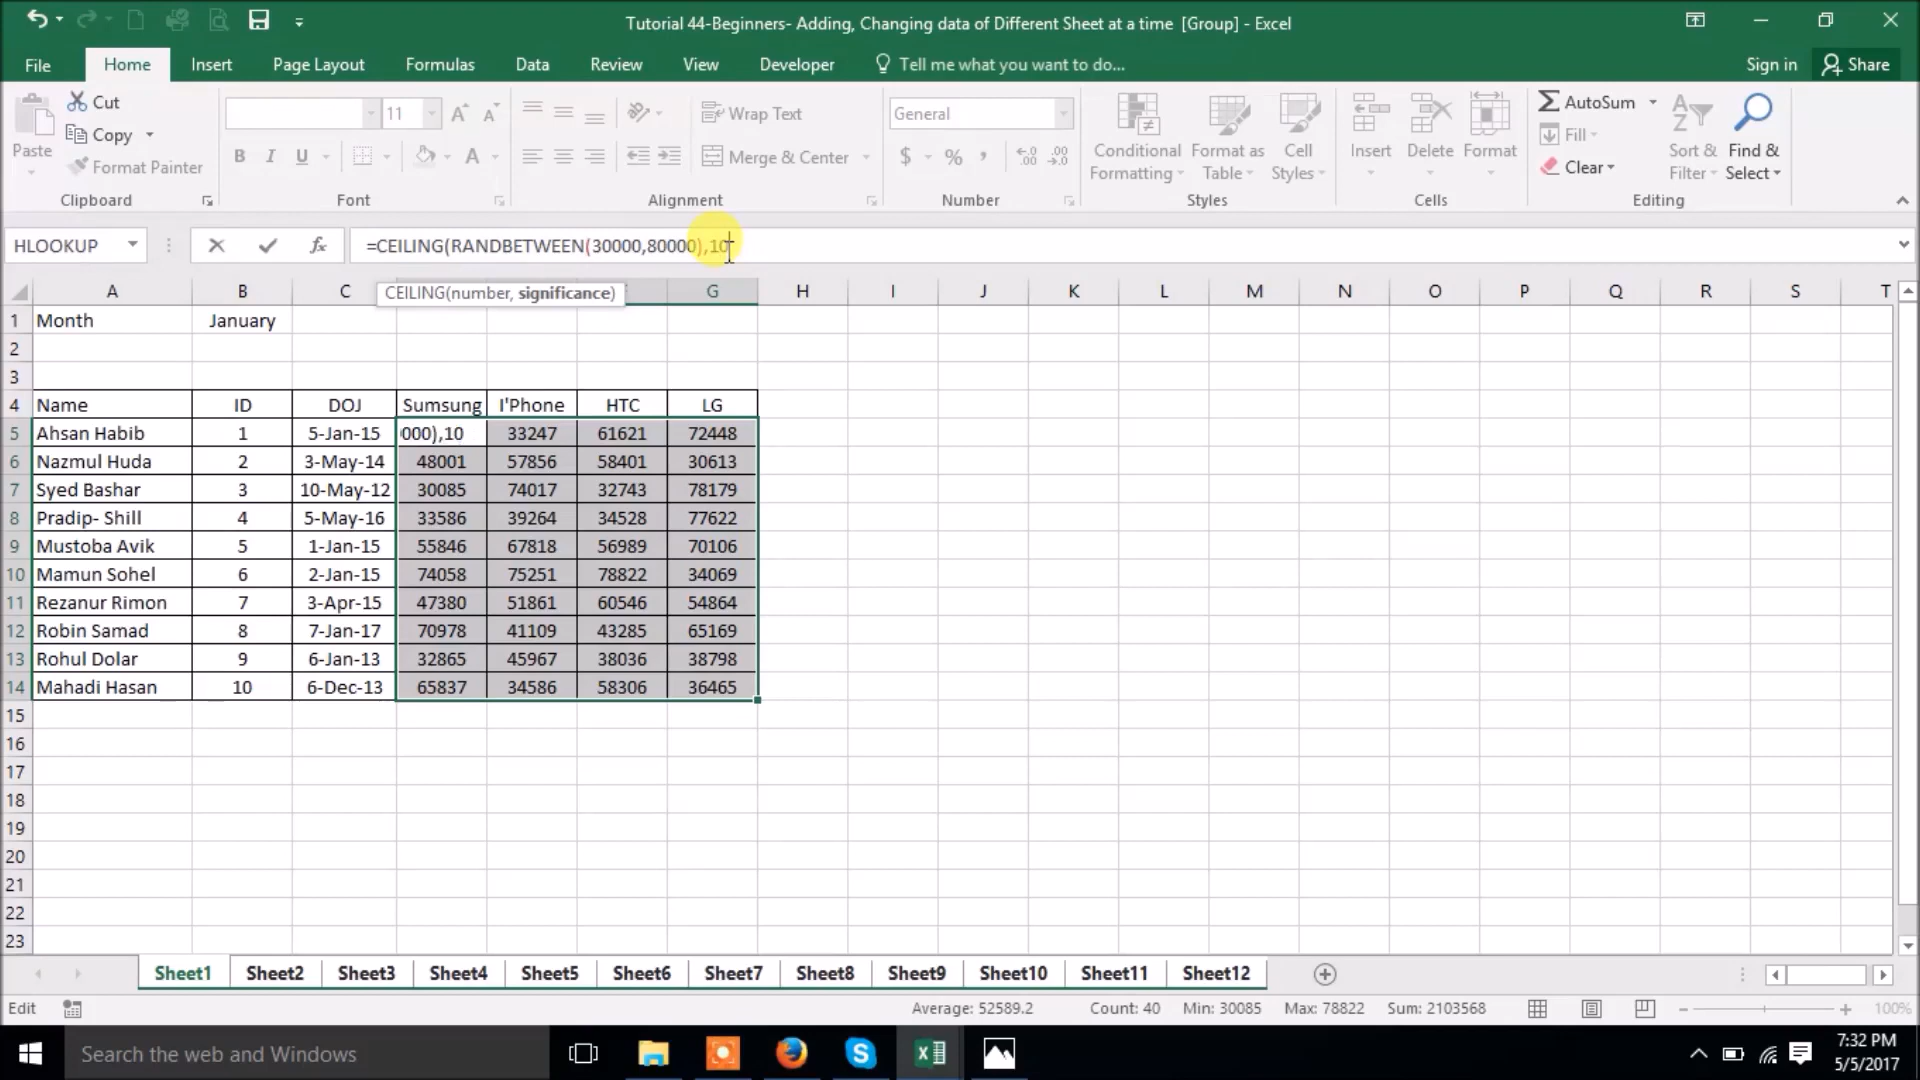 Tutorial 44-Beginners- Adding, Changing data of Different Sheet at a time [Group] - Excel
File Home Insert Page Layout Formulas Data Review View Developer Tell me what you want to do... Sign in Share
Paste Cut Copy Format Painter
11
B I U A
Wrap Text
Merge & Center
General
$ % ,
Conditional Formatting
Format as Table
Cell Styles
Insert Delete Format
AutoSum
Fill
Clear
Sort & Filter
Find & Select
Clipboard Font Alignment Number Styles Cells Editing
HLOOKUP fx =CEILING(RANDBETWEEN(30000,80000),10
CEILING(number, significance)
A B C G H I J K L M N O P Q R S T
1 Month January
2
3
4 Name ID DOJ Sumsung I'Phone HTC LG
5 Ahsan Habib 1 5-Jan-15 000),10 33247 61621 72448
6 Nazmul Huda 2 3-May-14 48001 57856 58401 30613
7 Syed Bashar 3 10-May-12 30085 74017 32743 78179
8 Pradip- Shill 4 5-May-16 33586 39264 34528 77622
9 Mustoba Avik 5 1-Jan-15 55846 67818 56989 70106
10 Mamun Sohel 6 2-Jan-15 74058 75251 78822 34069
11 Rezanur Rimon 7 3-Apr-15 47380 51861 60546 54864
12 Robin Samad 8 7-Jan-17 70978 41109 43285 65169
13 Rohul Dolar 9 6-Jan-13 32865 45967 38036 38798
14 Mahadi Hasan 10 6-Dec-13 65837 34586 58306 36465
15
16
17
18
19
20
21
22
23
Sheet1 Sheet2 Sheet3 Sheet4 Sheet5 Sheet6 Sheet7 Sheet8 Sheet9 Sheet10 Sheet11 Sheet12
Edit Average: 52589.2 Count: 40 Min: 30085 Max: 78822 Sum: 2103568 100%
Search the web and Windows
7:32 PM
5/5/2017